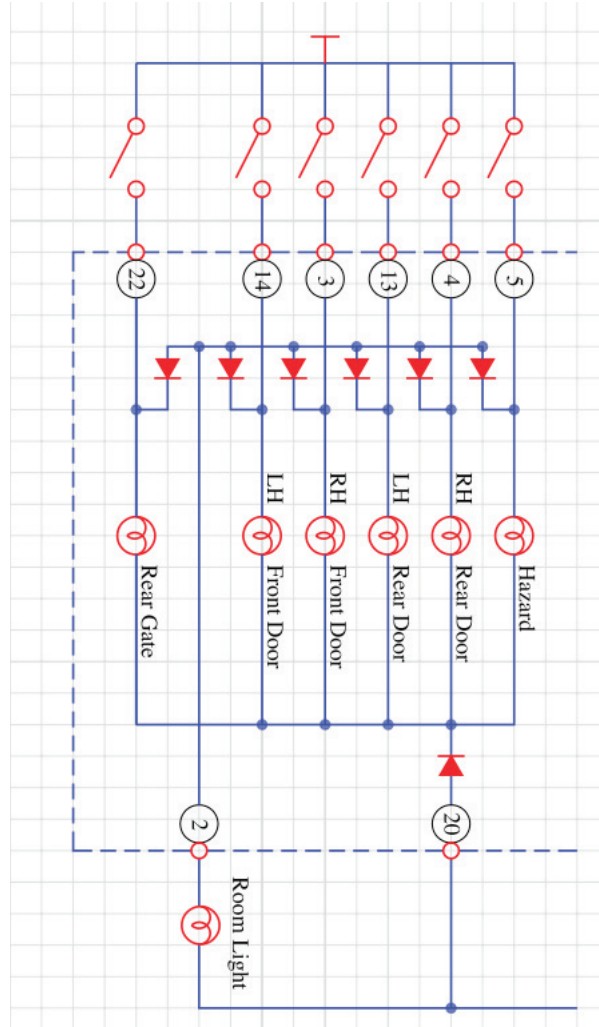 22
14
3
13
4
5
LH
RH
LH
RH
Rear Gate
Front Door
Front Door
Rear Door
Rear Door
Hazard
2
20
Room Light